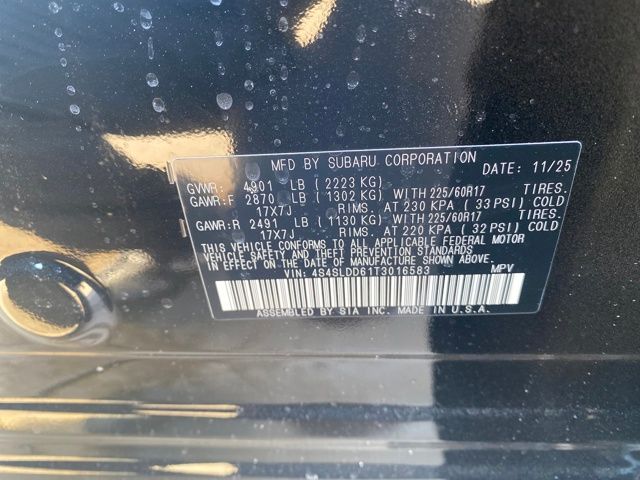 MFD BY SUBARU CORPORATION DATE: 11/25
GVWR: 4901 LB ( 2223 KG)
GAWR:F 2870 LB ( 1302 KG) WITH 225/60R17 TIRES.
17X7J RIMS. AT 230 KPA ( 33 PSI) COLD
GAWR:R 2491 LB ( 1130 KG) WITH 225/60R17 TIRES.
17X7J RIMS. AT 220 KPA ( 32 PSI) COLD
THIS VEHICLE CONFORMS TO ALL APPLICABLE FEDERAL MOTOR
VEHICLE SAFETY AND THEFT PREVENTION STANDARDS
IN EFFECT ON THE DATE OF MANUFACTURE SHOWN ABOVE.
VIN: 4S4SLDD61T3016583 MPV
ASSEMBLED BY SIA INC. MADE IN U.S.A.